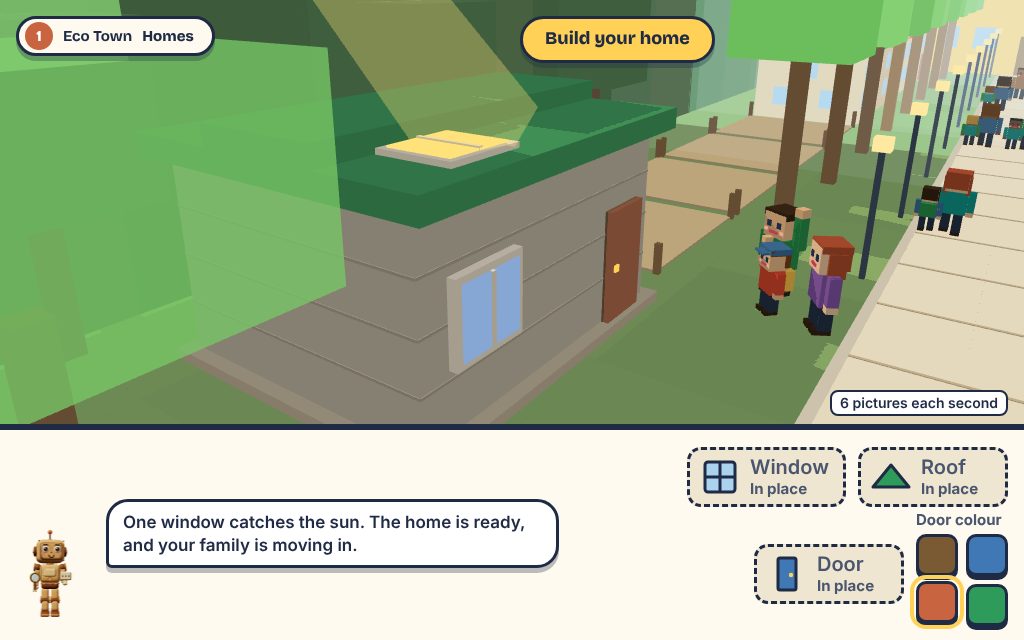 1 Eco Town Homes
Build your home
6 pictures each second
Window
In place
Roof
In place
One window catches the sun. The home is ready,
and your family is moving in.
Door colour
Door
In place